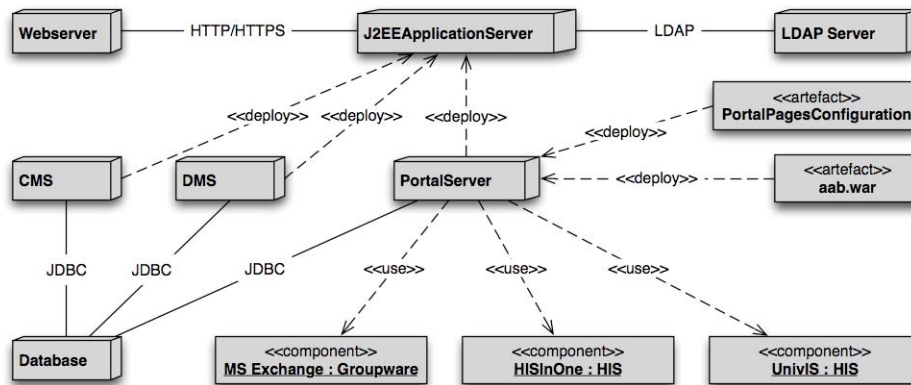 Webserver
HTTP/HTTPS
J2EEApplicationServer
LDAP
LDAP Server
<<deploy>>
<<deploy>>
<<deploy>>
<<artefact>>
PortalPagesConfiguration
<<deploy>>
CMS
DMS
PortalServer
<<deploy>>
<<artefact>>
aab.war
JDBC
JDBC
JDBC
<<use>>
<<use>>
<<use>>
Database
<<component>>
MS Exchange : Groupware
<<component>>
HISInOne : HIS
<<component>>
UnivIS : HIS